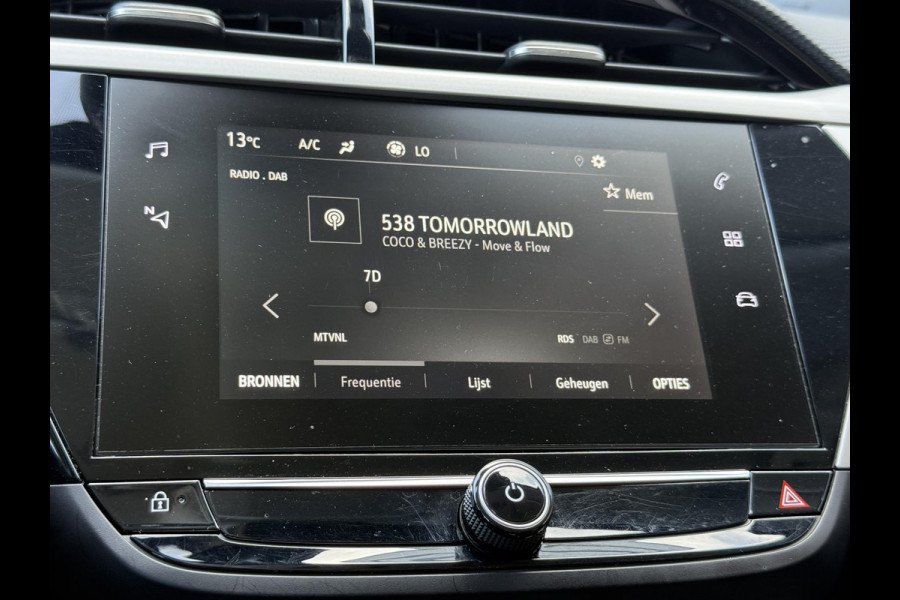 13°C A/C LO
RADIO . DAB
Mem
538 TOMORROWLAND
COCO & BREEZY - Move & Flow
7D
MTVNL RDS DAB FM
BRONNEN Frequentie Lijst Geheugen OPTIES
N